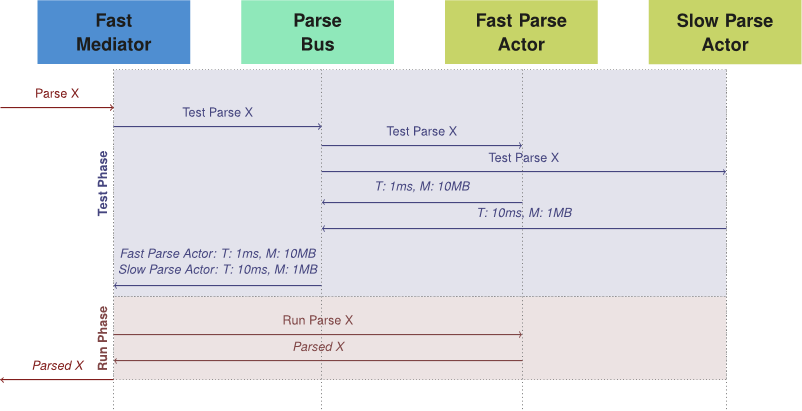 Fast
Mediator
Parse
Bus
Fast Parse
Actor
Slow Parse
Actor
Parse X
Test Parse X
Test Parse X
Test Parse X
Test Phase
T: 1ms, M: 10MB
T: 10ms, M: 1MB
Fast Parse Actor: T: 1ms, M: 10MB
Slow Parse Actor: T: 10ms, M: 1MB
Run Phase
Run Parse X
Parsed X
Parsed X